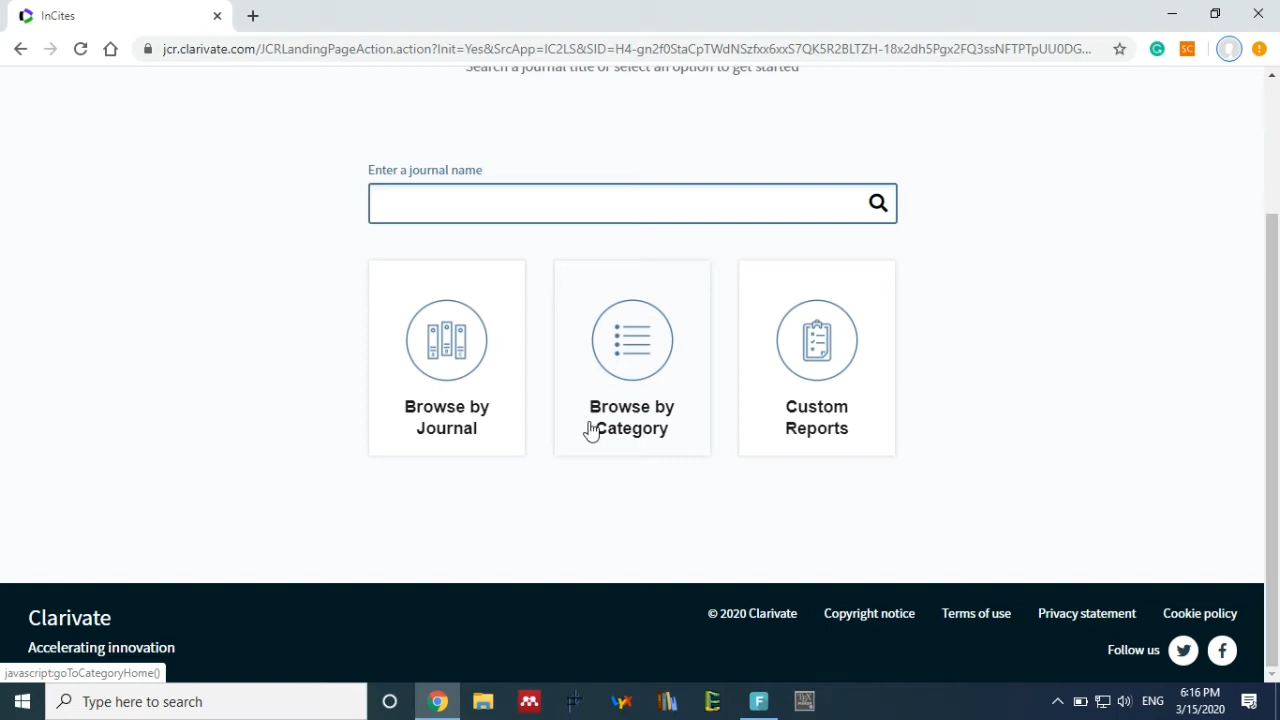 InCites
jcr.clarivate.com/JCRLandingPageAction.action?Init=Yes&SrcApp=IC2LS&SID=H4-gn2f0StaCpTWdNSzfxx6xxS7QK5R2BLTZH-18x2dh5Pgx2FQ3ssNFTPTpUU0DG...
Search a journal title or select an option to get started
Enter a journal name
Browse by
Journal
Browse by
Category
Custom
Reports
Clarivate
Accelerating innovation
© 2020 Clarivate
Copyright notice
Terms of use
Privacy statement
Cookie policy
Follow us
javascript:goToCategoryHome()
Type here to search
ENG
6:16 PM
3/15/2020